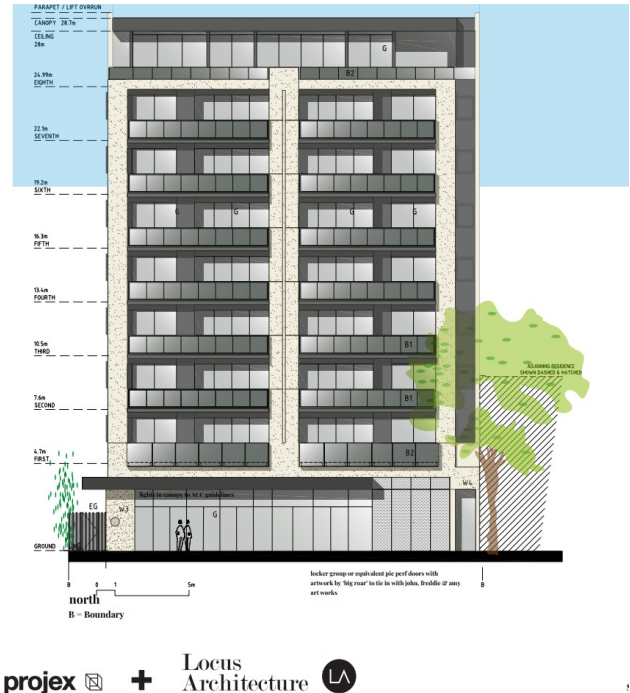 PARAPET / LIFT OVRRUN
CANOPY 28.7m
CEILING
28m
G
B2
24.99m
EIGHTH
22.1m
SEVENTH
19.2m
SIXTH
G G G G
16.3m
FIFTH
13.4m
FOURTH
10.5m
THIRD
B1
ADJOINING RESIDENCE
SHOWN DASHED & HATCHED
7.6m
SECOND
B1
4.7m
FIRST
B2
lights in canopy to ACC guidelines
EG
W3
G
W4
GROUND
B 0 1 5m B
north
B = Boundary
locker group or equivalent pic perf doors with
artwork by 'big roar' to tie in with john, freddie & amy
art works
projex + Locus
Architecture LA